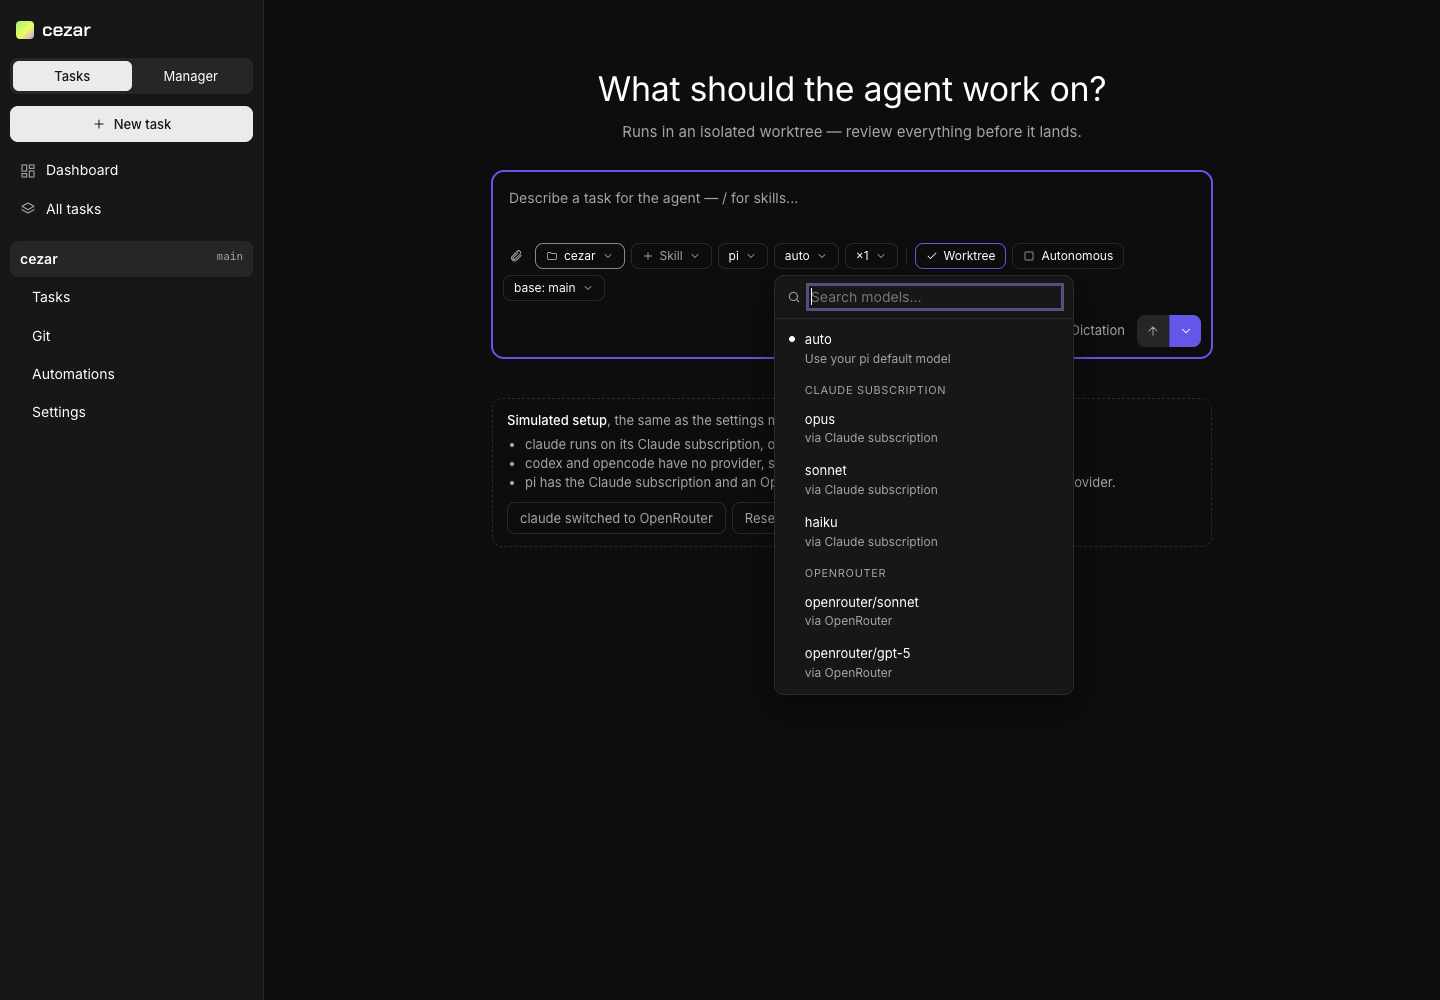 cezar
Tasks
Manager
New task
Dashboard
All tasks
cezar
main
Tasks
Git
Automations
Settings
What should the agent work on?
Runs in an isolated worktree — review everything before it lands.
Describe a task for the agent — / for skills...
cezar
Skill
pi
auto
×1
Worktree
Autonomous
base: main
Dictation
Search models...
auto
Use your pi default model
CLAUDE SUBSCRIPTION
opus
via Claude subscription
sonnet
via Claude subscription
haiku
via Claude subscription
OPENROUTER
openrouter/sonnet
via OpenRouter
openrouter/gpt-5
via OpenRouter
Simulated setup, the same as the settings
claude runs on its Claude subscription,
codex and opencode have no provider,
pi has the Claude subscription and an
claude switched to OpenRouter